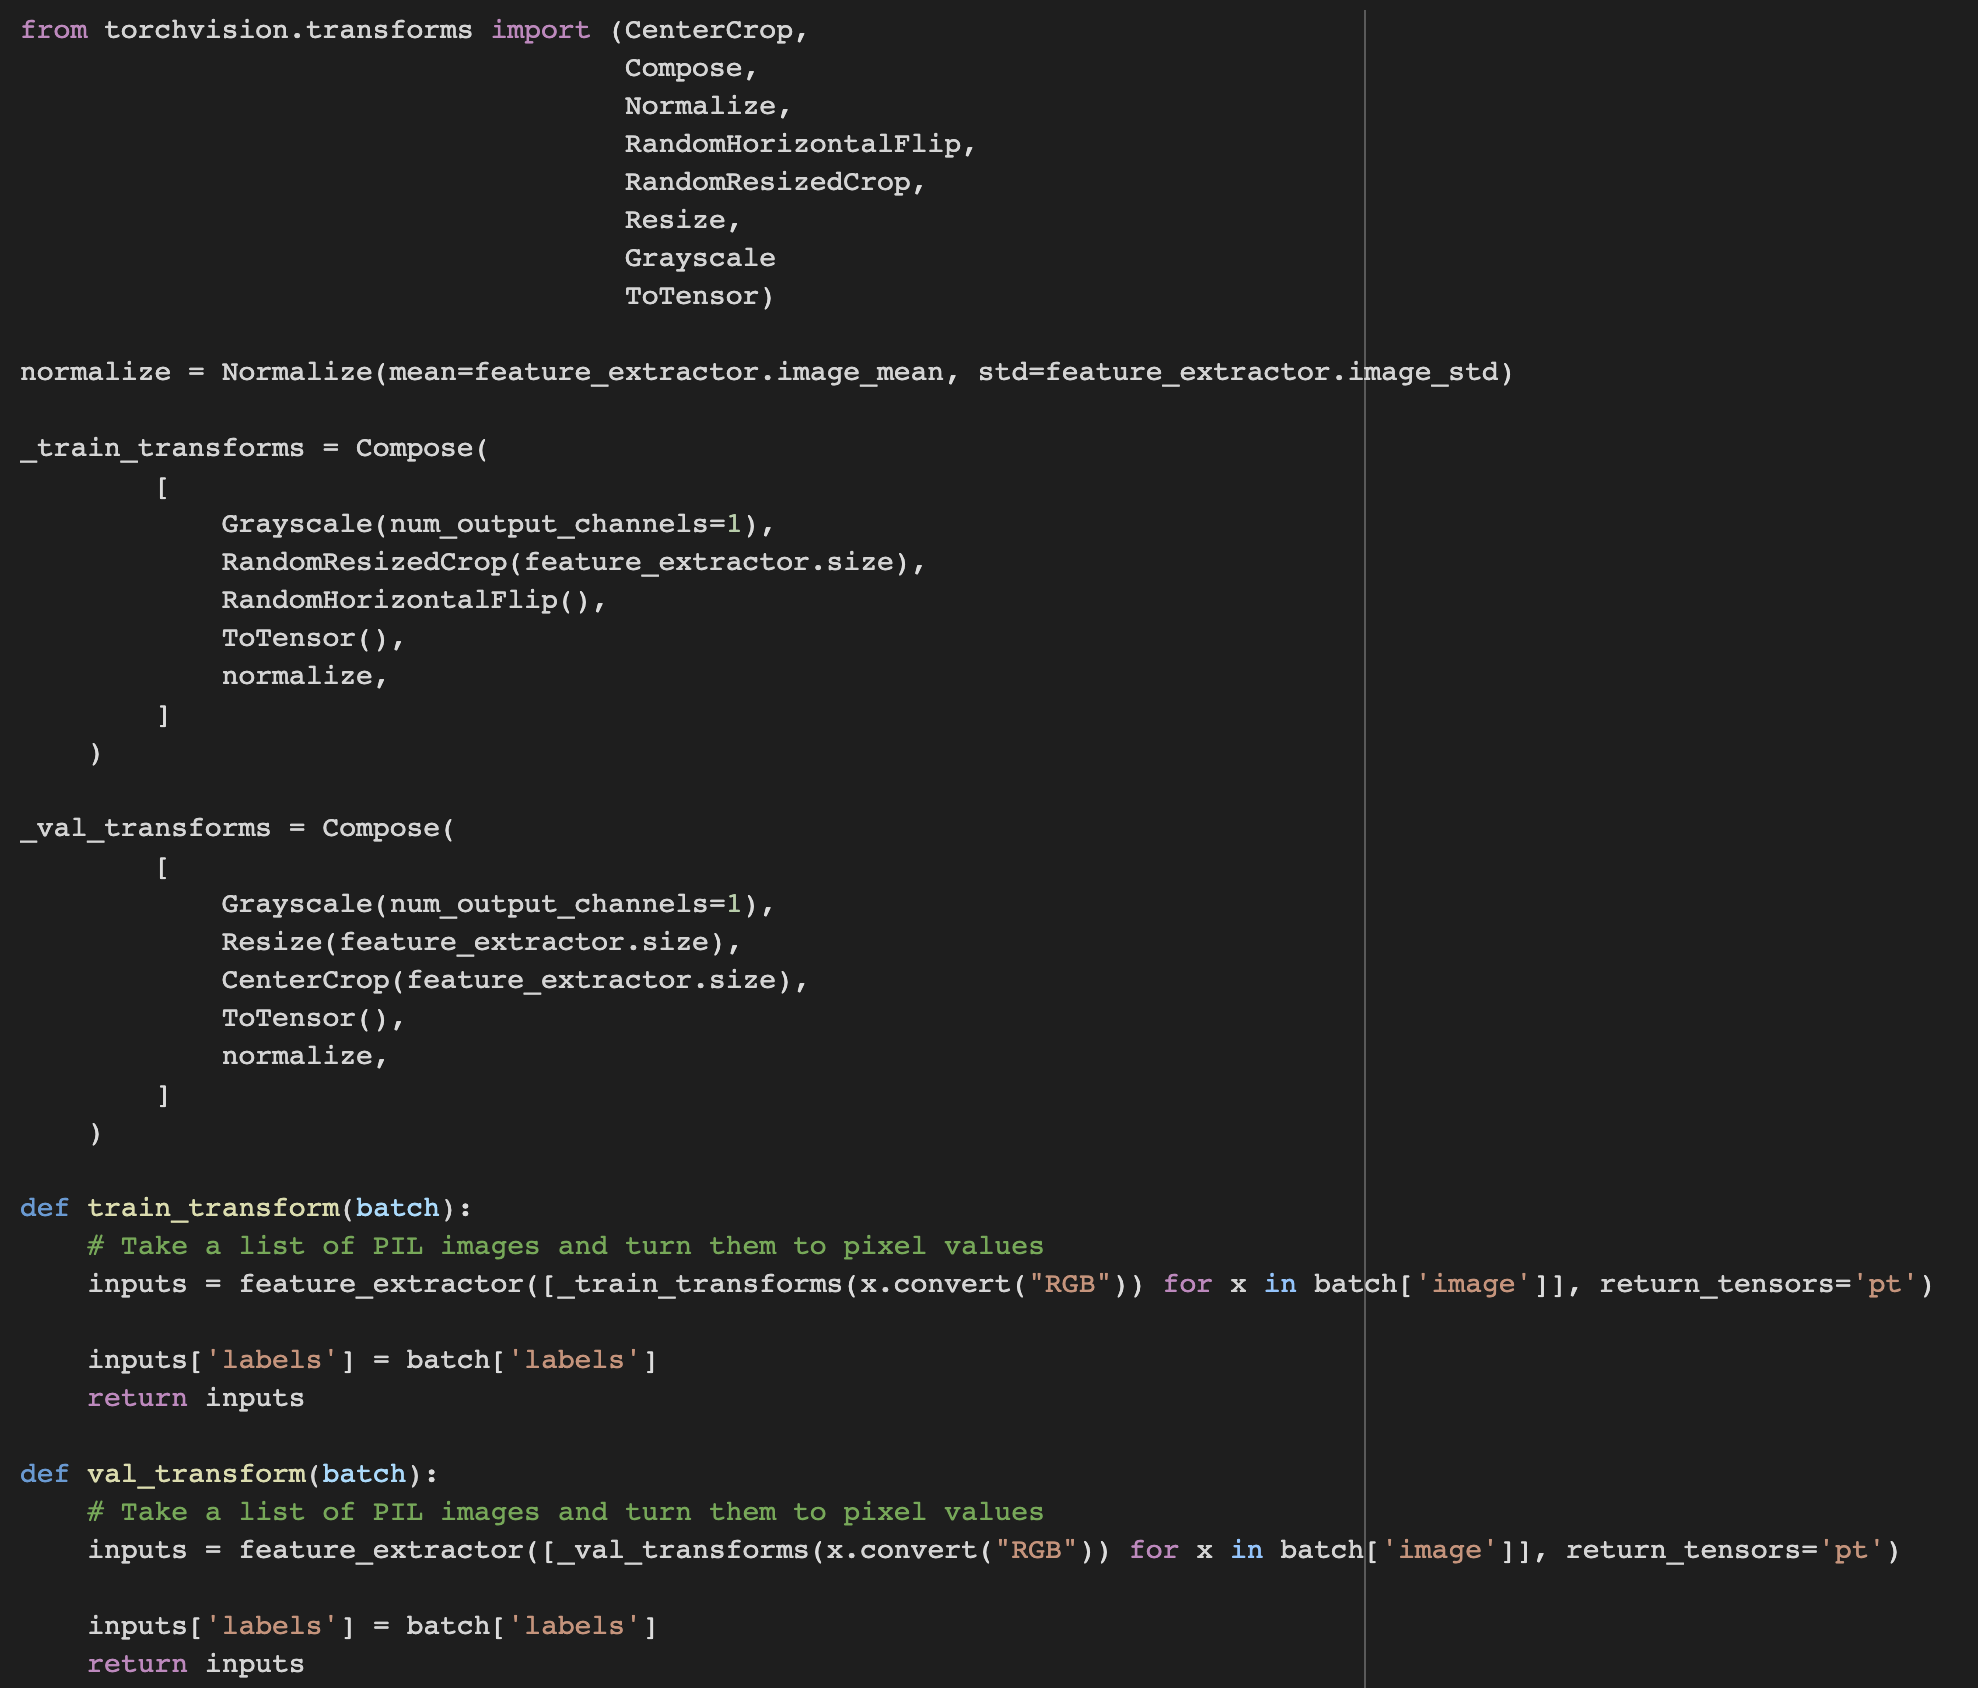 from torchvision.transforms import (CenterCrop,
                                    Compose,
                                    Normalize,
                                    RandomHorizontalFlip,
                                    RandomResizedCrop,
                                    Resize,
                                    Grayscale
                                    ToTensor)

normalize = Normalize(mean=feature_extractor.image_mean, std=feature_extractor.image_std)

_train_transforms = Compose(
        [
            Grayscale(num_output_channels=1),
            RandomResizedCrop(feature_extractor.size),
            RandomHorizontalFlip(),
            ToTensor(),
            normalize,
        ]
    )

_val_transforms = Compose(
        [
            Grayscale(num_output_channels=1),
            Resize(feature_extractor.size),
            CenterCrop(feature_extractor.size),
            ToTensor(),
            normalize,
        ]
    )

def train_transform(batch):
    # Take a list of PIL images and turn them to pixel values
    inputs = feature_extractor([_train_transforms(x.convert("RGB")) for x in batch['image']], return_tensors='pt')

    inputs['labels'] = batch['labels']
    return inputs

def val_transform(batch):
    # Take a list of PIL images and turn them to pixel values
    inputs = feature_extractor([_val_transforms(x.convert("RGB")) for x in batch['image']], return_tensors='pt')

    inputs['labels'] = batch['labels']
    return inputs